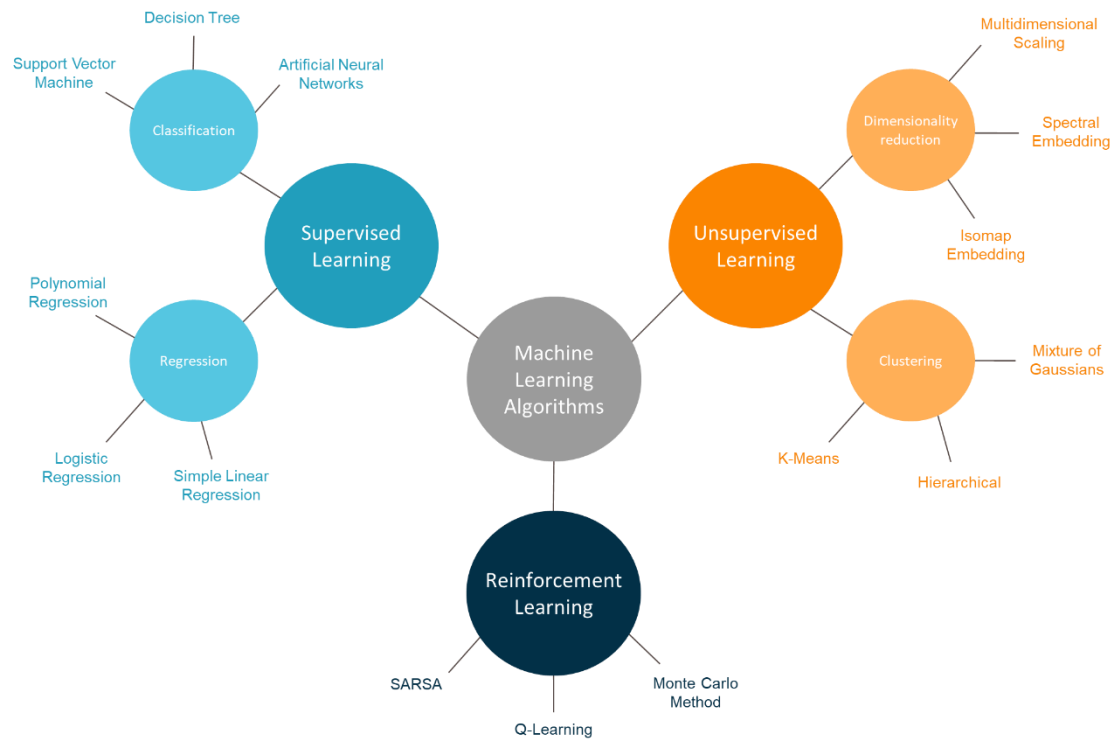 Decision Tree
Support Vector
Machine
Artificial Neural
Networks
Classification
Supervised
Learning
Polynomial
Regression
Regression
Logistic
Regression
Simple Linear
Regression
Machine
Learning
Algorithms
Multidimensional
Scaling
Dimensionality
reduction
Spectral
Embedding
Isomap
Embedding
Unsupervised
Learning
Clustering
Mixture of
Gaussians
K-Means
Hierarchical
Reinforcement
Learning
SARSA
Q-Learning
Monte Carlo
Method